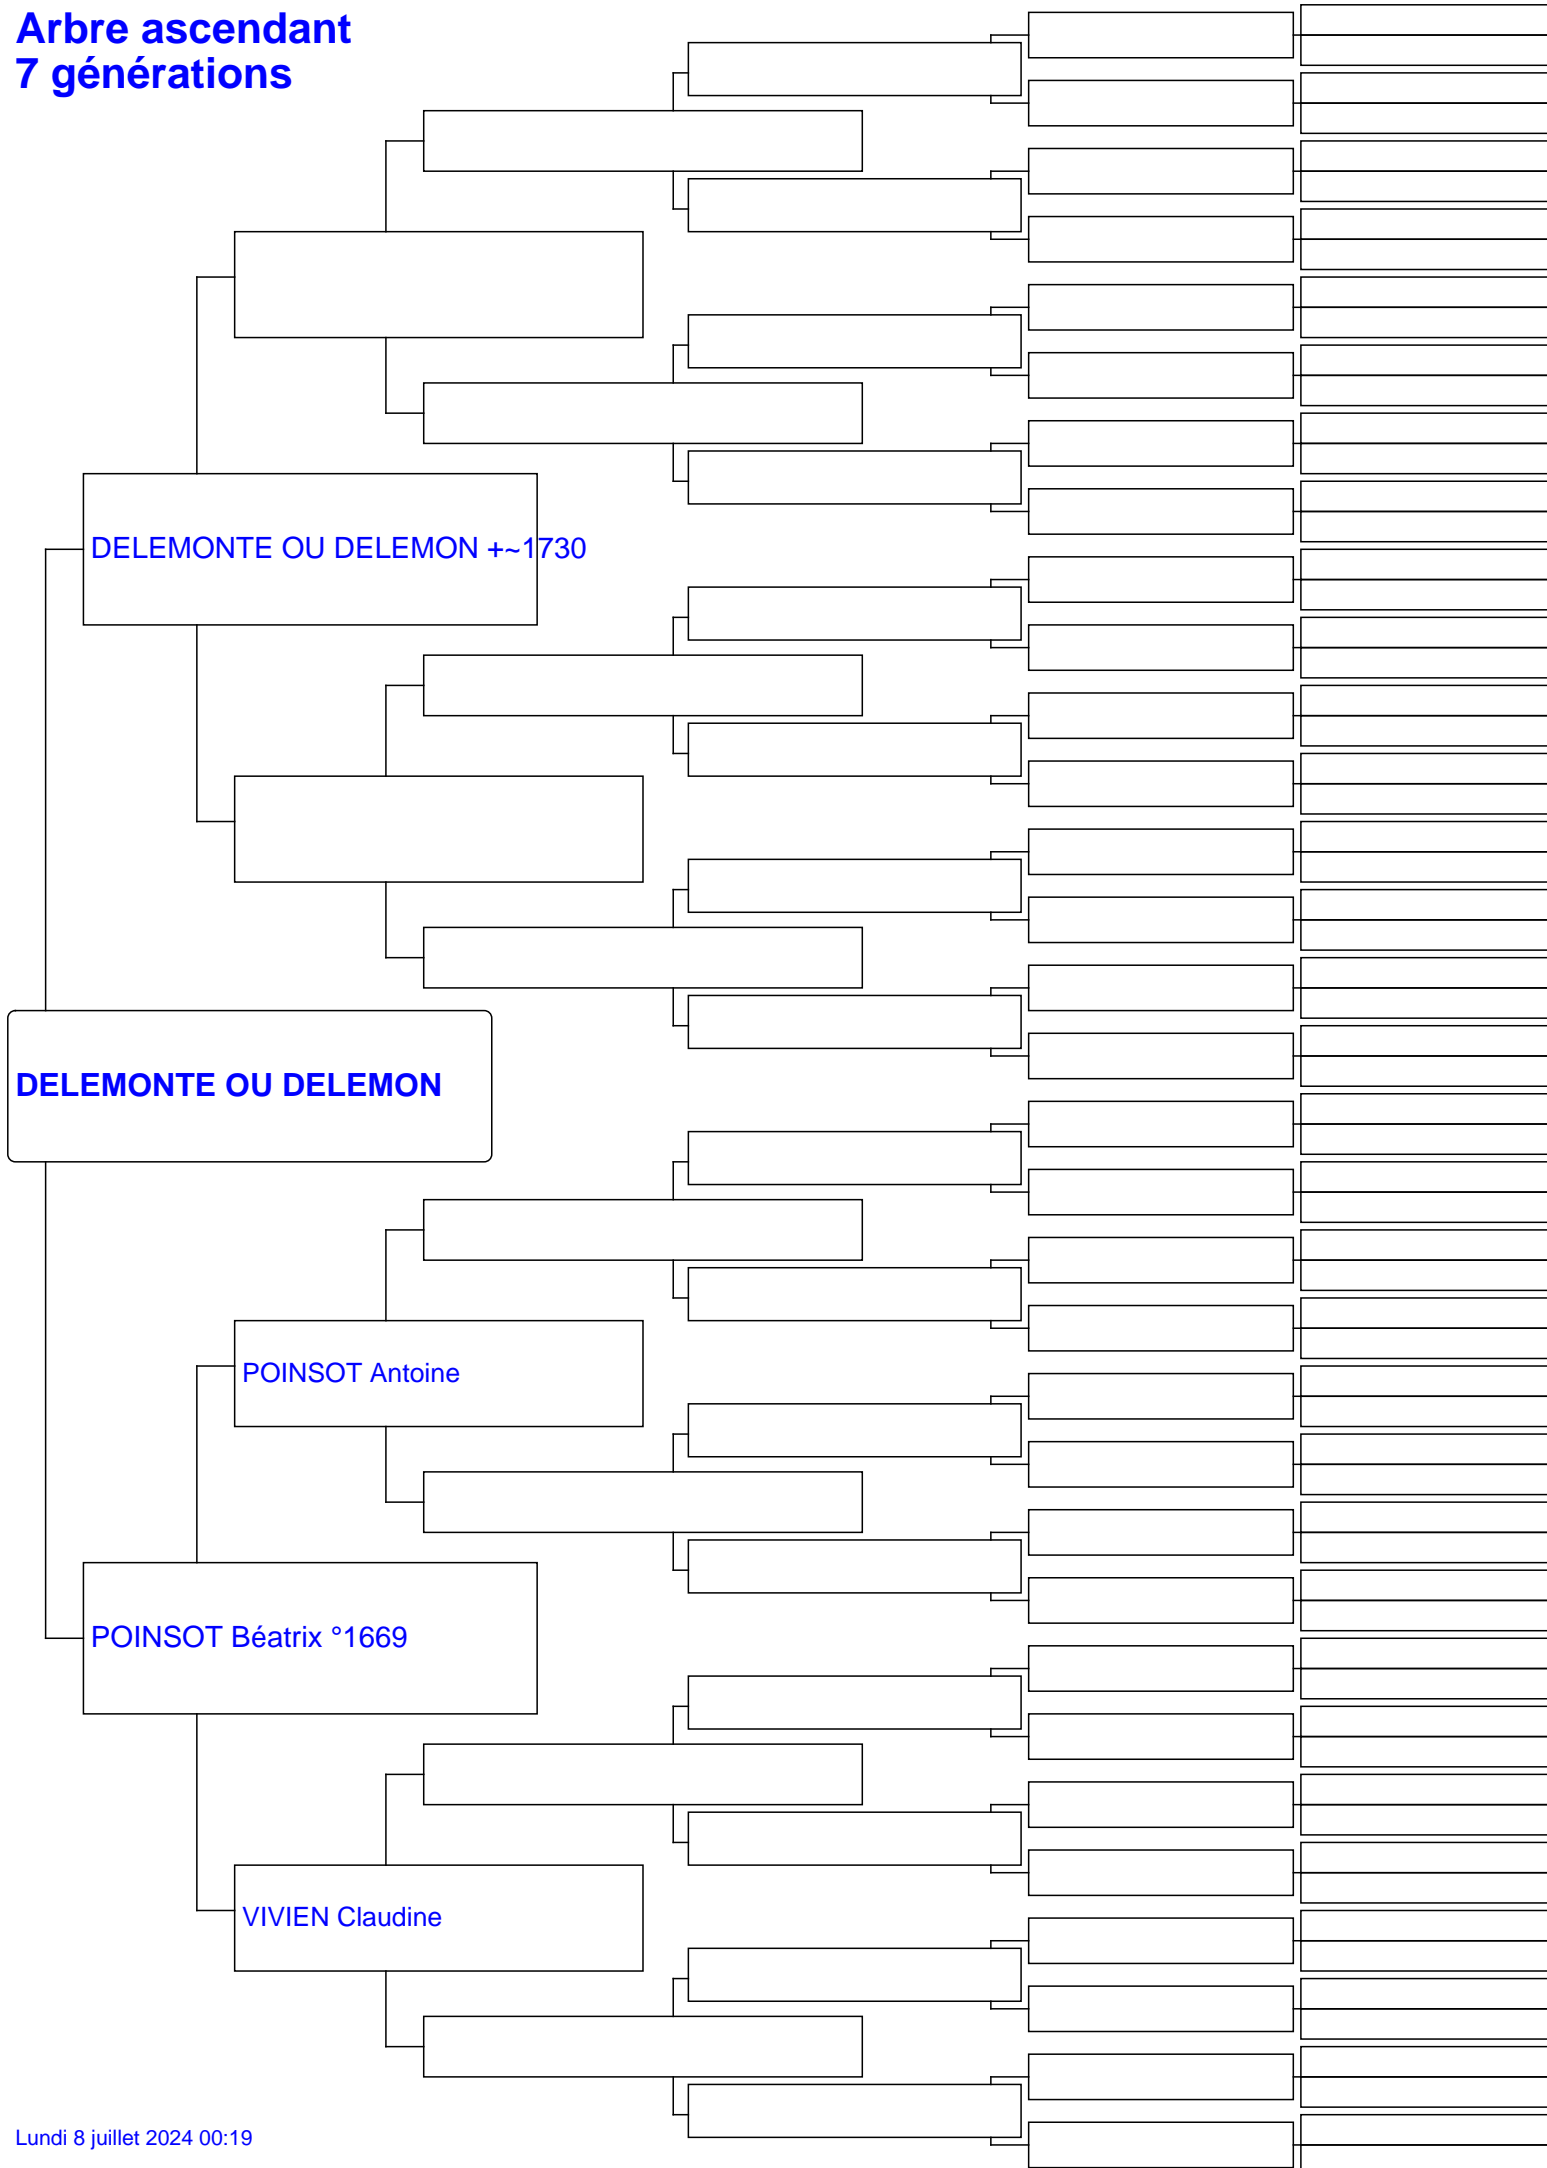 Arbre ascendant
7 générations
DELEMONTE OU DELEMON +~1730
DELEMONTE OU DELEMON
POINSOT Antoine
POINSOT Béatrix °1669
VIVIEN Claudine
Lundi 8 juillet 2024 00:19